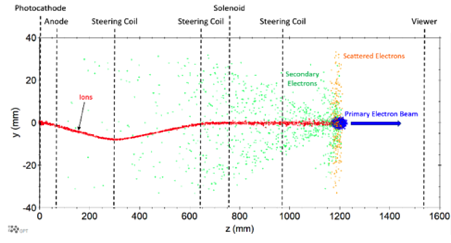 Photocathode
Solenoid
Anode
Steering Coil
Steering Coil
Steering Coil
Viewer
40
20
0
-20
-40
y (mm)
Ions
Secondary
Electrons
Scattered Electrons
Primary Electron Beam
0
200
400
600
800
1000
1200
1400
1600
z (mm)
GPT